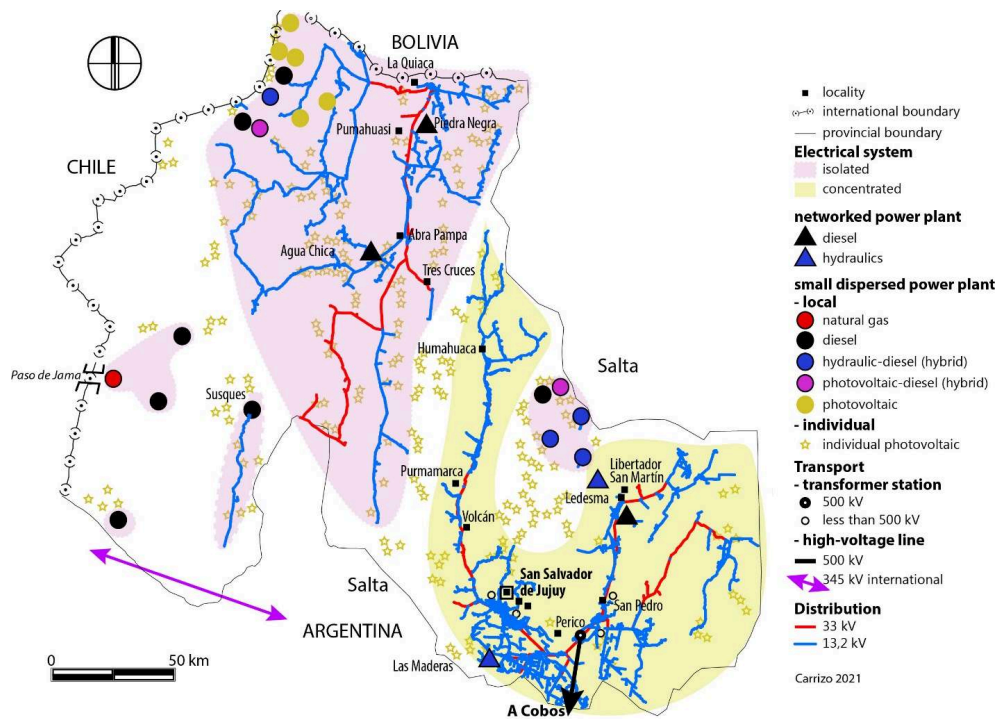 BOLIVIA
La Quiaca
Pumahuasi
Piedra Negra
CHILE
Abra Pampa
Agua Chica
Tres Cruces
Humahuaca
Salta
Paso de Jama
Susques
Purmamarca
Libertador
San Martín
Ledesma
Volcán
Salta
San Salvador
de Jujuy
San Pedro
Perico
ARGENTINA
Las Maderas
A Cobos
0 50 km
locality
international boundary
provincial boundary
Electrical system
isolated
concentrated
networked power plant
diesel
hydraulics
small dispersed power plant
- local
natural gas
diesel
hydraulic-diesel (hybrid)
photovoltaic-diesel (hybrid)
photovoltaic
- individual
individual photovoltaic
Transport
- transformer station
500 kV
less than 500 kV
- high-voltage line
500 kV
345 kV international
Distribution
33 kV
13,2 kV
Carrizo 2021